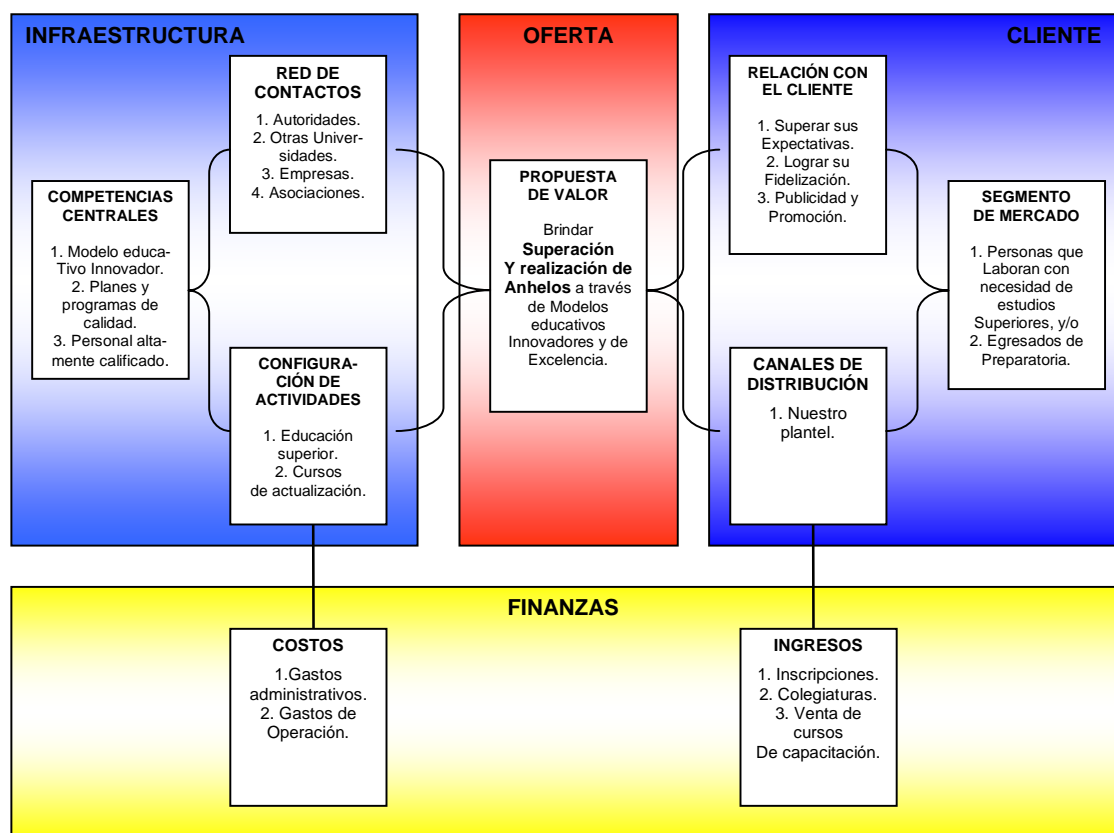 INFRAESTRUCTURA
RED DE
CONTACTOS
1. Autoridades.
2. Otras Univer-
sidades.
3. Empresas.
4. Asociaciones.
COMPETENCIAS
CENTRALES
1. Modelo educa-
Tivo Innovador.
2. Planes y
programas de
calidad.
3. Personal alta-
mente calificado.
CONFIGURA-
CIÓN DE
ACTIVIDADES
1. Educación
superior.
2. Cursos
de actualización.
OFERTA
PROPUESTA
DE VALOR
Brindar
Superación
Y realización de
Anhelos a través
de Modelos
educativos
Innovadores y de
Excelencia.
CLIENTE
RELACIÓN CON
EL CLIENTE
1. Superar sus
Expectativas.
2. Lograr su
Fidelización.
3. Publicidad y
Promoción.
CANALES DE
DISTRIBUCIÓN
1. Nuestro
plantel.
SEGMENTO
DE MERCADO
1. Personas que
Laboran con
necesidad de
estudios
Superiores, y/o
2. Egresados de
Preparatoria.
FINANZAS
COSTOS
1.Gastos
administrativos.
2. Gastos de
Operación.
INGRESOS
1. Inscripciones.
2. Colegiaturas.
3. Venta de
cursos
De capacitación.